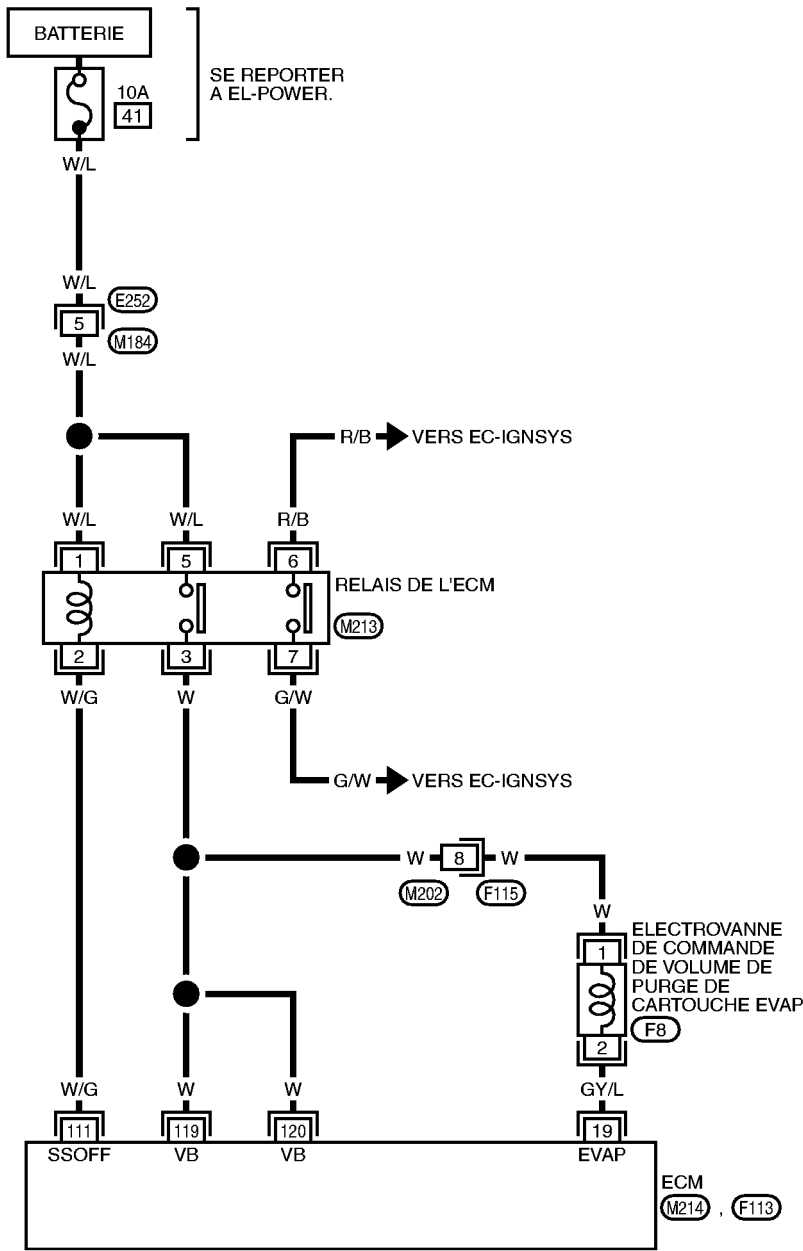 BATTERIE
SE REPORTER
A EL-POWER.
10A
41
W/L
W/L
E252
5
M184
W/L
R/B
VERS EC-IGNSYS
W/L
W/L
R/B
1
5
6
RELAIS DE L'ECM
M213
2
3
7
W/G
W
G/W
G/W
VERS EC-IGNSYS
W
8
W
M202
F115
W
ELECTROVANNE
DE COMMANDE
DE VOLUME DE
PURGE DE
CARTOUCHE EVAP
1
F8
2
W/G
W
W
GY/L
111
119
120
19
SSOFF
VB
VB
EVAP
ECM
M214 , F113